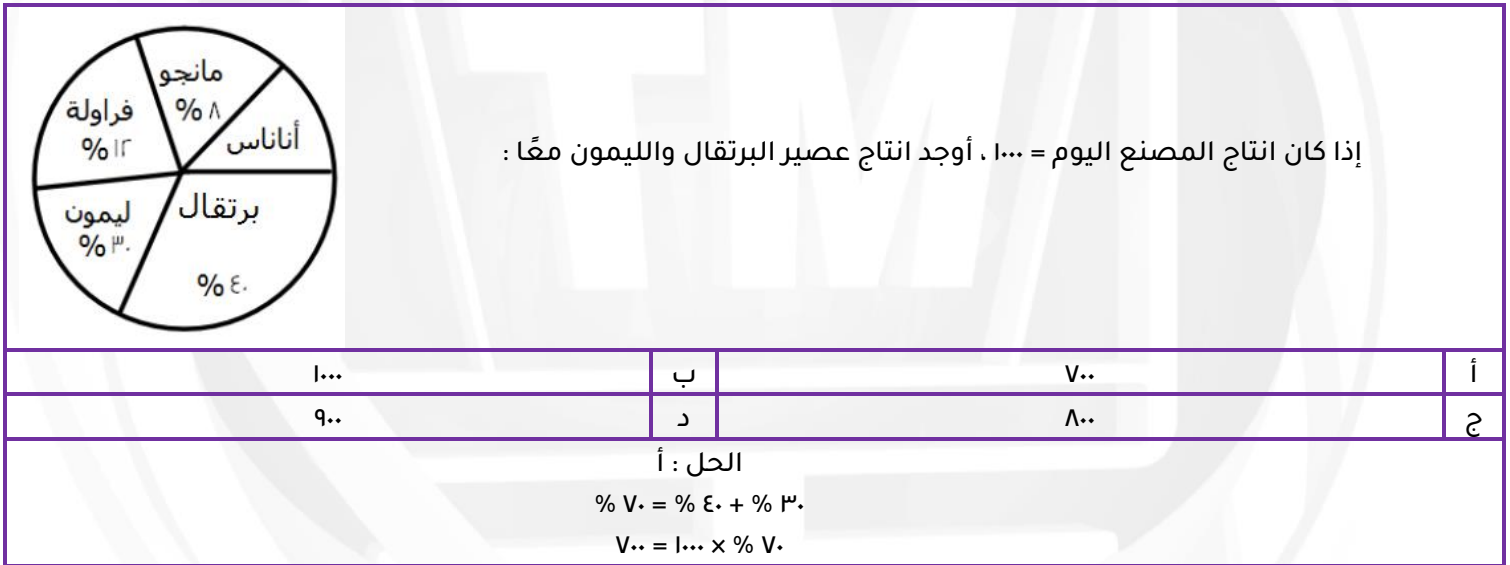 مانجو
٨ %
فراولة
١٢ %
أناناس
ليمون
٣٠ %
برتقال
٤٠ %
إذا كان انتاج المصنع اليوم = ١٠٠٠ ، أوجد انتاج عصير البرتقال والليمون معًا :
أ ٧٠٠ ب ١٠٠٠
ج ٨٠٠ د ٩٠٠
الحل : أ
٣٠ % + ٤٠ % = ٧٠ %
٧٠ % × ١٠٠٠ = ٧٠٠